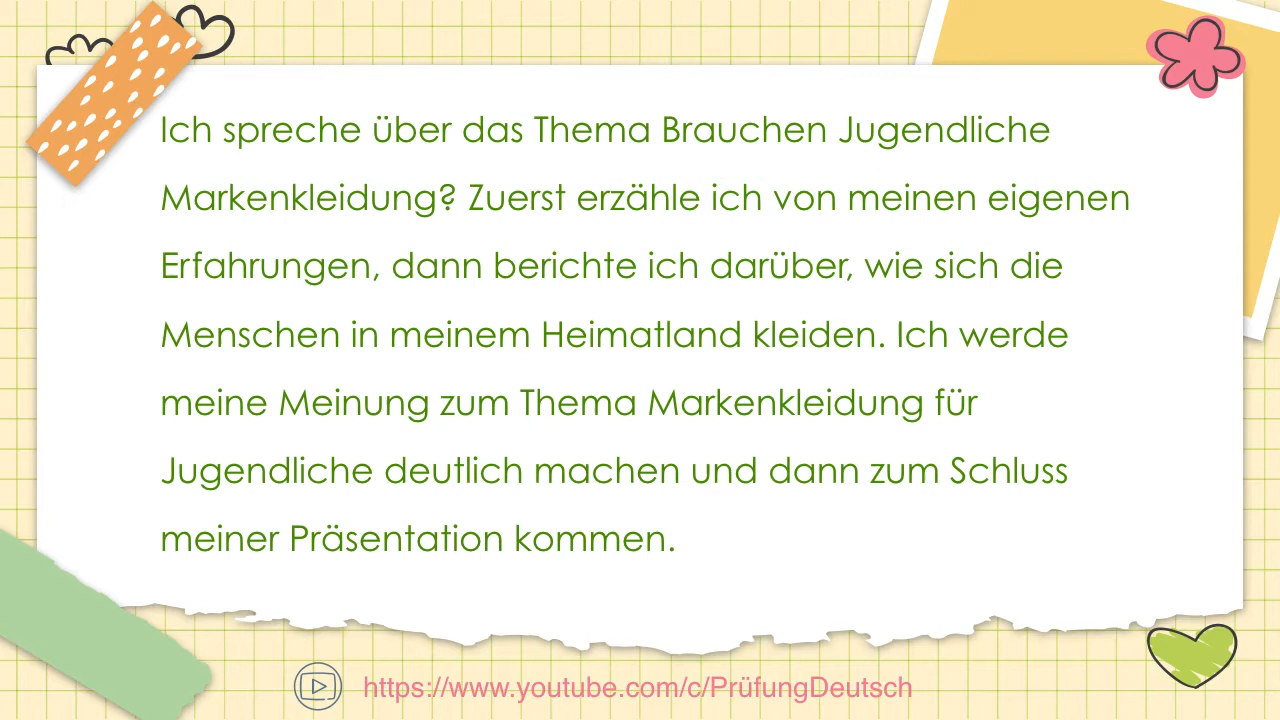 Ich spreche über das Thema Brauchen Jugendliche
Markenkleidung? Zuerst erzähle ich von meinen eigenen
Erfahrungen, dann berichte ich darüber, wie sich die
Menschen in meinem Heimatland kleiden. Ich werde
meine Meinung zum Thema Markenkleidung für
Jugendliche deutlich machen und dann zum Schluss
meiner Präsentation kommen.
https://www.youtube.com/c/PrüfungDeutsch